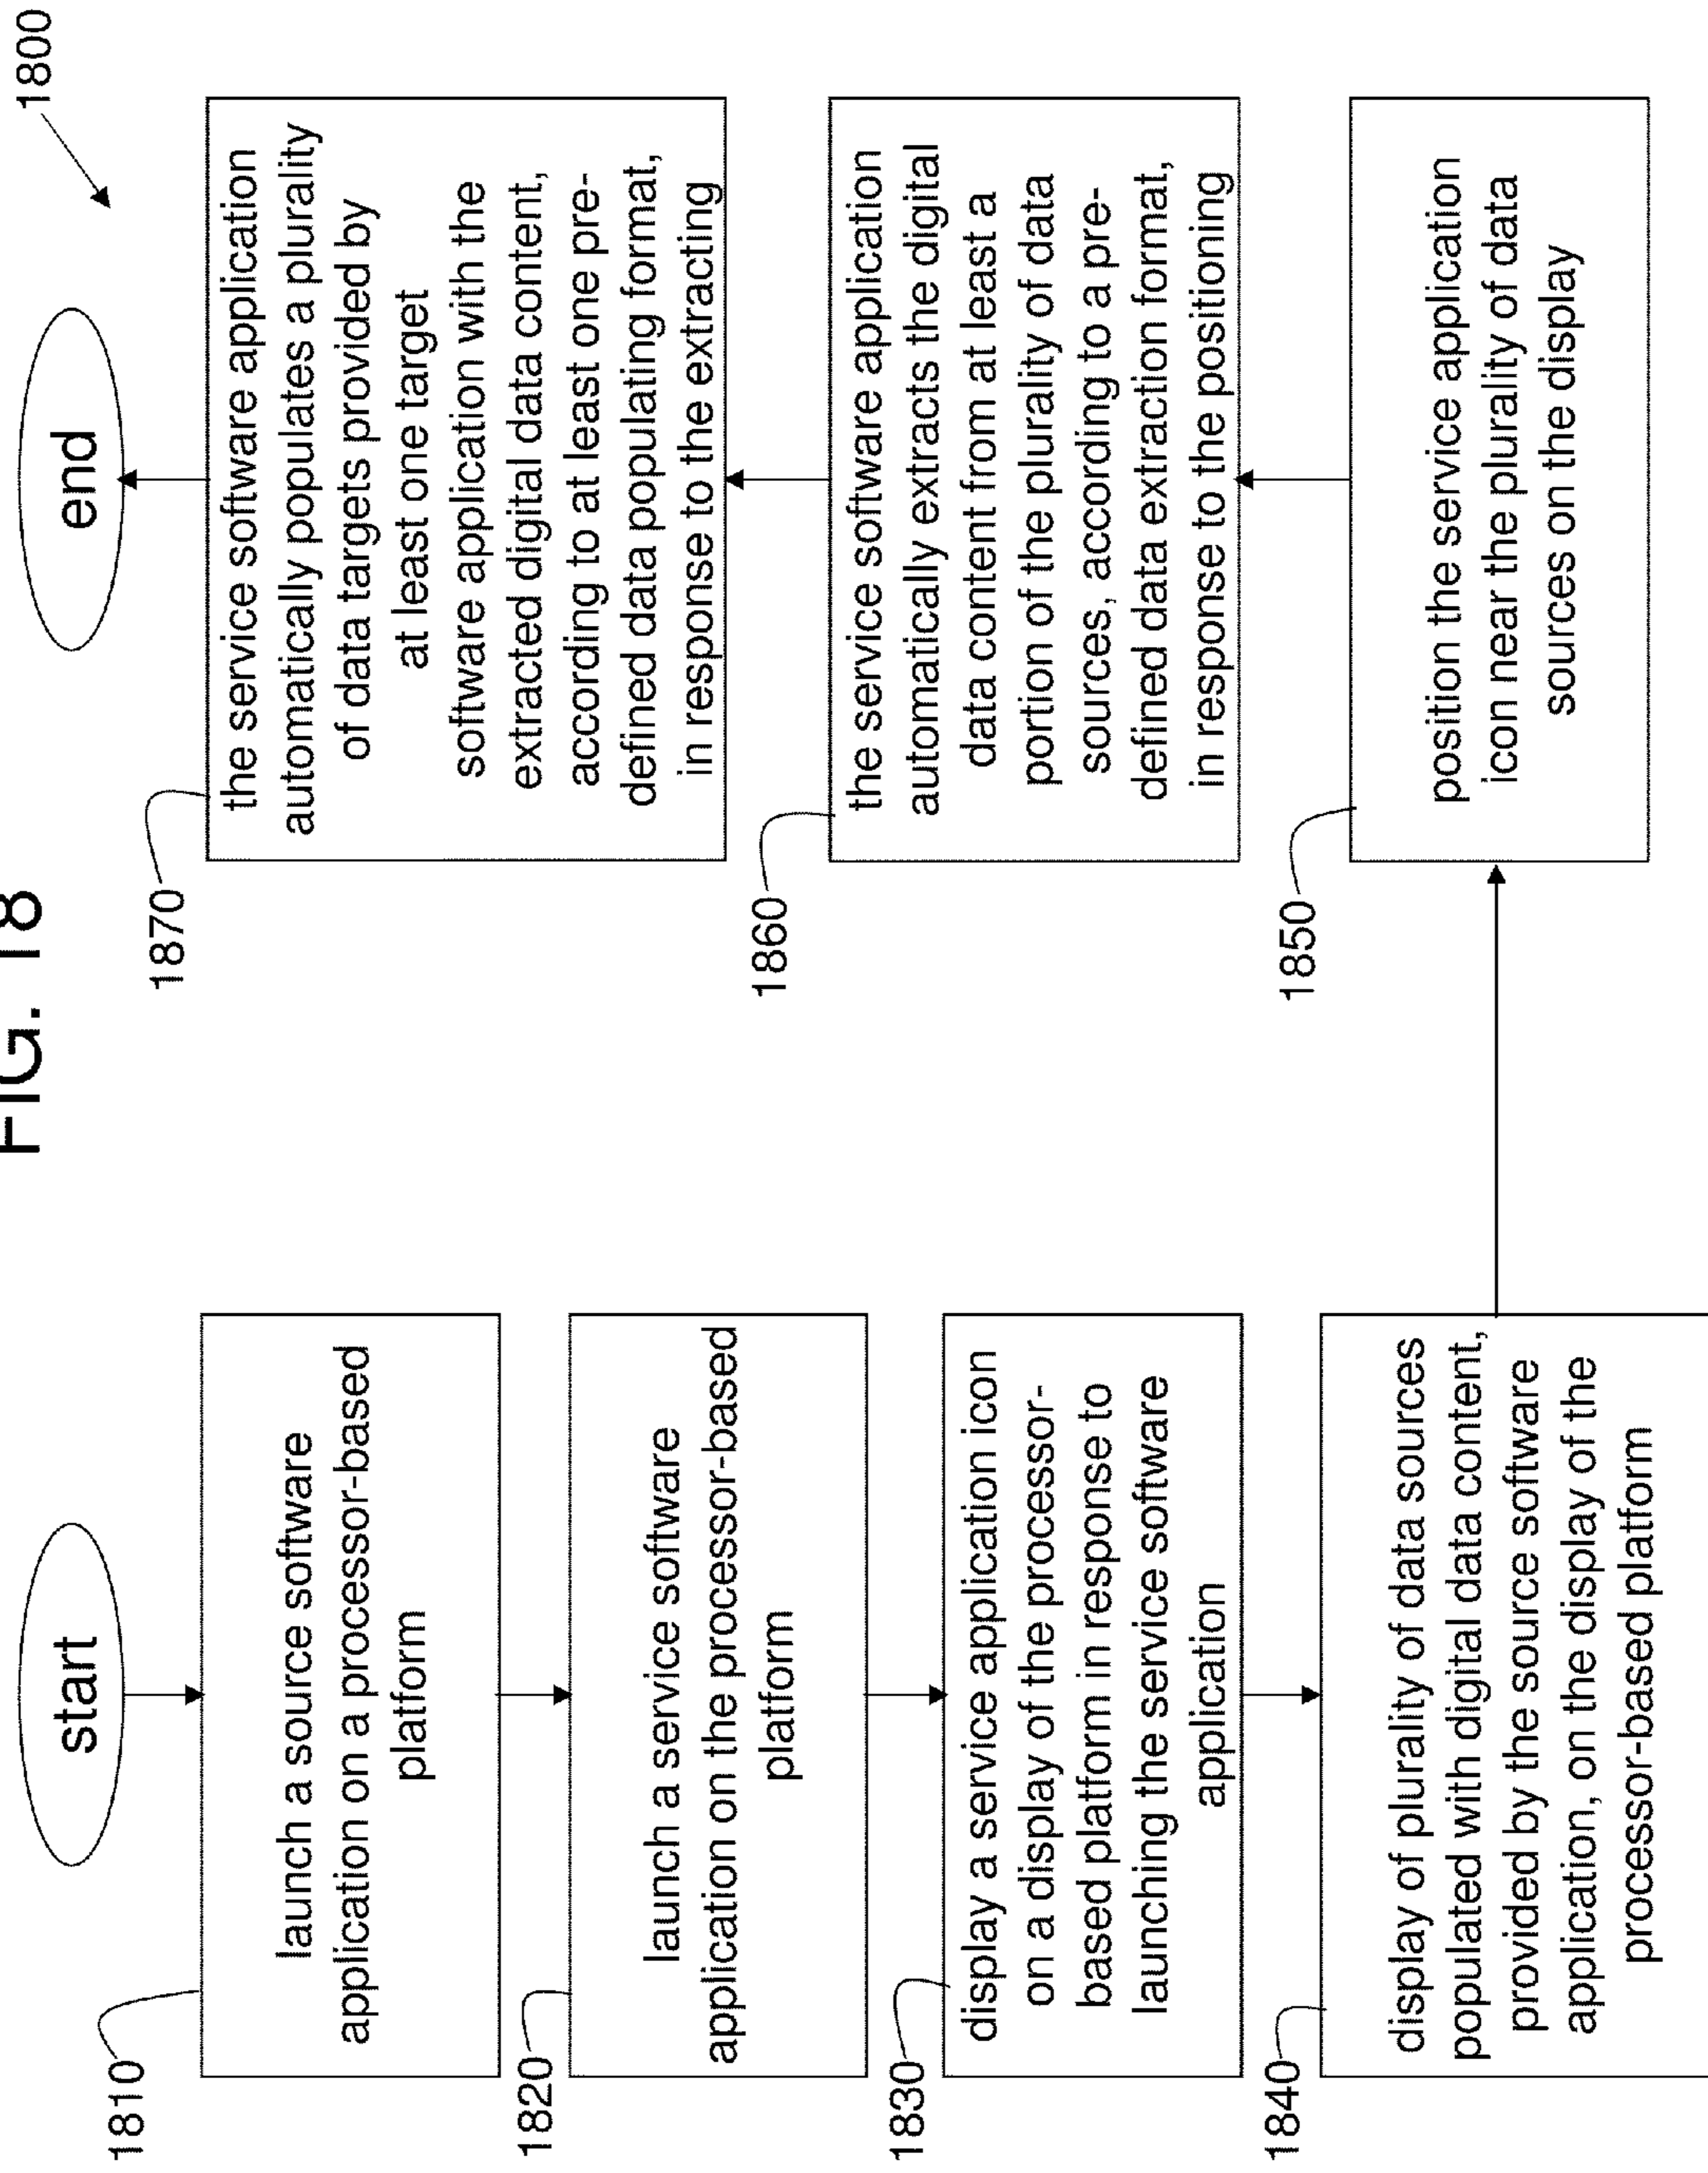 FIG. 18
1800
start
1810
launch a source software
application on a processor-based
platform
1820
launch a service software
application on the processor-based
platform
1830
display a service application icon
on a display of the processor-
based platform in response to
launching the service software
application
1840
display of plurality of data sources
populated with digital data content,
provided by the source software
application, on the display of the
processor-based platform
1850
position the service application
icon near the plurality of data
sources on the display
1860
the service software application
automatically extracts the digital
data content from at least a
portion of the plurality of data
sources, according to a pre-
defined data extraction format,
in response to the positioning
1870
the service software application
automatically populates a plurality
of data targets provided by
at least one target
software application with the
extracted digital data content,
according to at least one pre-
defined data populating format,
in response to the extracting
end